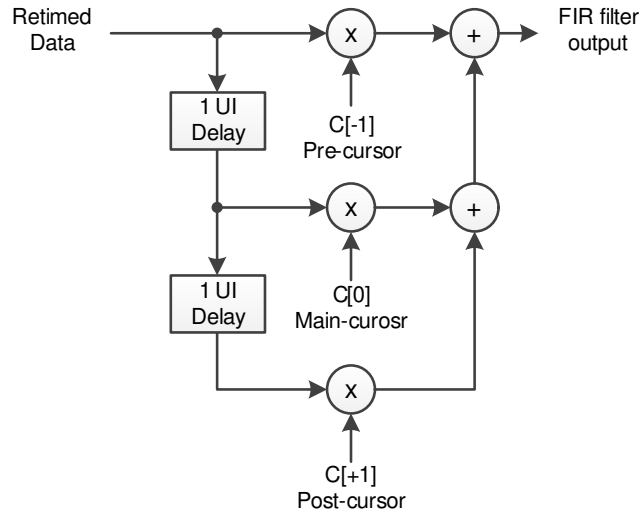 Retimed
Data
x
+
FIR filter
output
1 UI
Delay
C[-1]
Pre-cursor
x
+
1 UI
Delay
C[0]
Main-curosr
x
C[+1]
Post-cursor